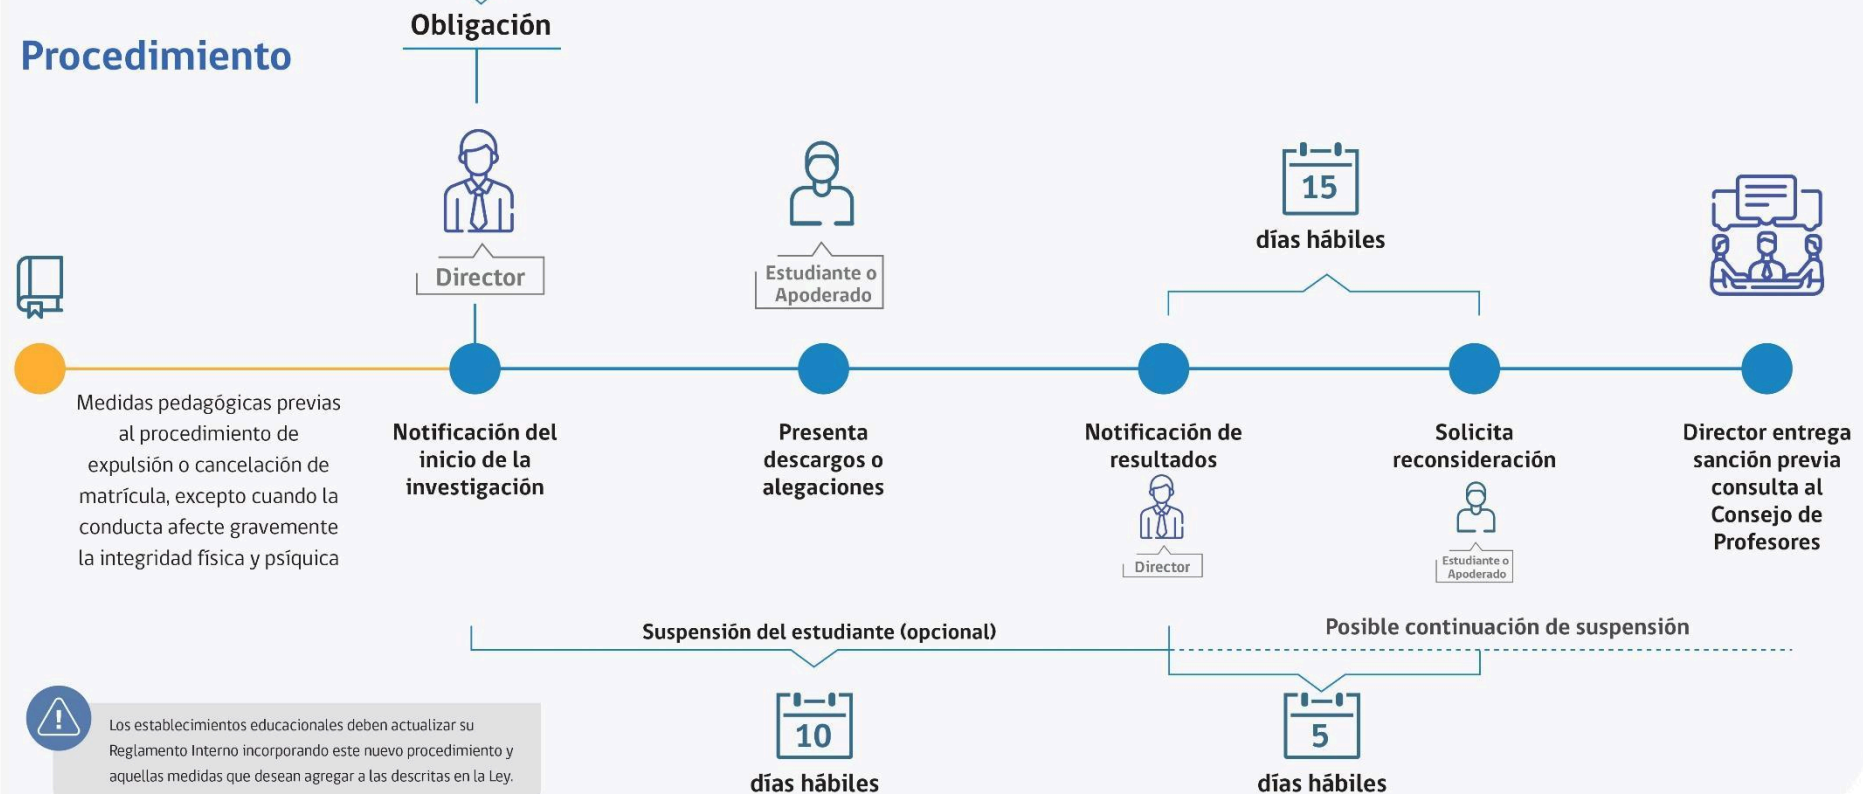 Obligación
Procedimiento
Director
Estudiante o
Apoderado
15
días hábiles
Medidas pedagógicas previas
al procedimiento de
expulsión o cancelación de
matrícula, excepto cuando la
conducta afecte gravemente
la integridad física y psíquica
Notificación del
inicio de la
investigación
Presenta
descargos o
alegaciones
Notificación de
resultados
Director
Solicita
reconsideración
Estudiante o
Apoderado
Director entrega
sanción previa
consulta al
Consejo de
Profesores
Suspensión del estudiante (opcional)
Posible continuación de suspensión
10
días hábiles
5
días hábiles
Los establecimientos educacionales deben actualizar su
Reglamento Interno incorporando este nuevo procedimiento y
aquellas medidas que desean agregar a las descritas en la Ley.